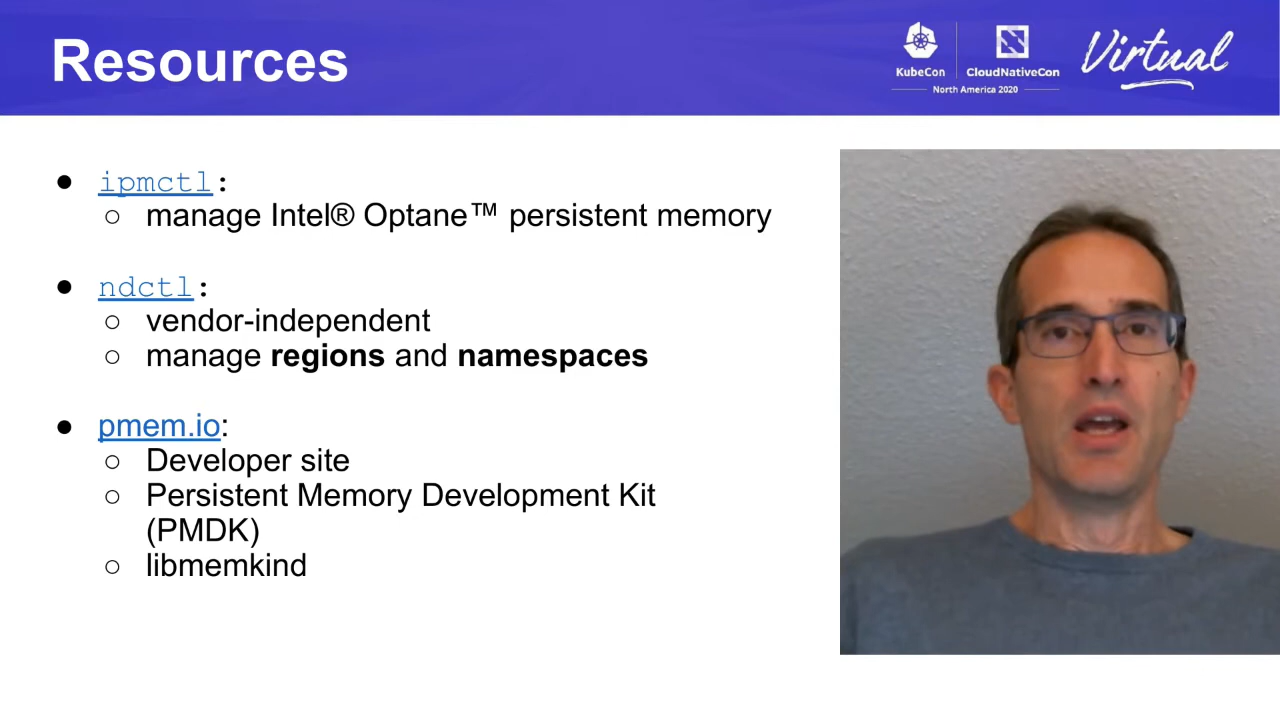 Resources
KubeCon
CloudNativeCon
North America 2020
Virtual
● ipmctl:
○ manage Intel® Optane™ persistent memory
● ndctl:
○ vendor-independent
○ manage regions and namespaces
● pmem.io:
○ Developer site
○ Persistent Memory Development Kit
(PMDK)
○ libmemkind